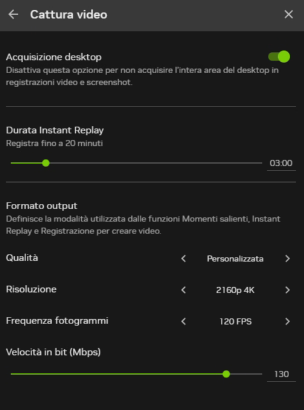 Cattura video
Acquisizione desktop
Disattiva questa opzione per non acquisire l'intera area del desktop in
registrazioni video e screenshot.
Durata Instant Replay
Registra fino a 20 minuti
03:00
Formato output
Definisce la modalità utilizzata dalle funzioni Momenti salienti, Instant
Replay e Registrazione per creare video.
Qualità Personalizzata
Risoluzione 2160p 4K
Frequenza fotogrammi 120 FPS
Velocità in bit (Mbps)
130